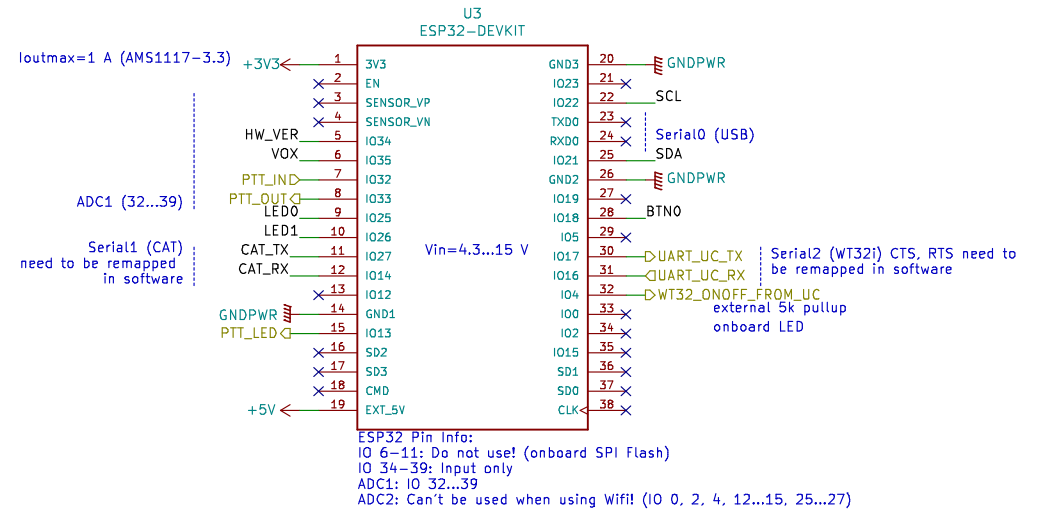 U3
ESP32-DEVKIT
Ioutmax=1 A (AMS1117-3.3)
+3V3 1 3V3
2 EN
3 SENSOR_VP
4 SENSOR_VN
HW_VER 5 IO34
VOX 6 IO35
PTT_IN 7 IO32
PTT_OUT 8 IO33
ADC1 (32...39)
LED0 9 IO25
LED1 10 IO26
CAT_TX 11 IO27
CAT_RX 12 IO14
Serial1 (CAT)
need to be remapped
in software
13 IO12
GNDPWR 14 GND1
PTT_LED 15 IO13
16 SD2
17 SD3
18 CMD
+5V 19 EXT_5V
Vin=4.3...15 V
GND3 20 GNDPWR
IO23 21
IO22 22 SCL
TXD0 23
RXD0 24
Serial0 (USB)
IO21 25 SDA
GND2 26 GNDPWR
IO19 27
IO18 28 BTN0
IO5 29
IO17 30 UART_UC_TX
IO16 31 UART_UC_RX
Serial2 (WT32i) CTS, RTS need to
be remapped in software
IO4 32 WT32_ONOFF_FROM_UC
IO0 33
external 5k pullup
IO2 34
onboard LED
IO15 35
SD1 36
SD0 37
CLK 38
ESP32 Pin Info:
IO 6-11: Do not use! (onboard SPI Flash)
IO 34-39: Input only
ADC1: IO 32...39
ADC2: Can't be used when using Wifi! (IO 0, 2, 4, 12...15, 25...27)